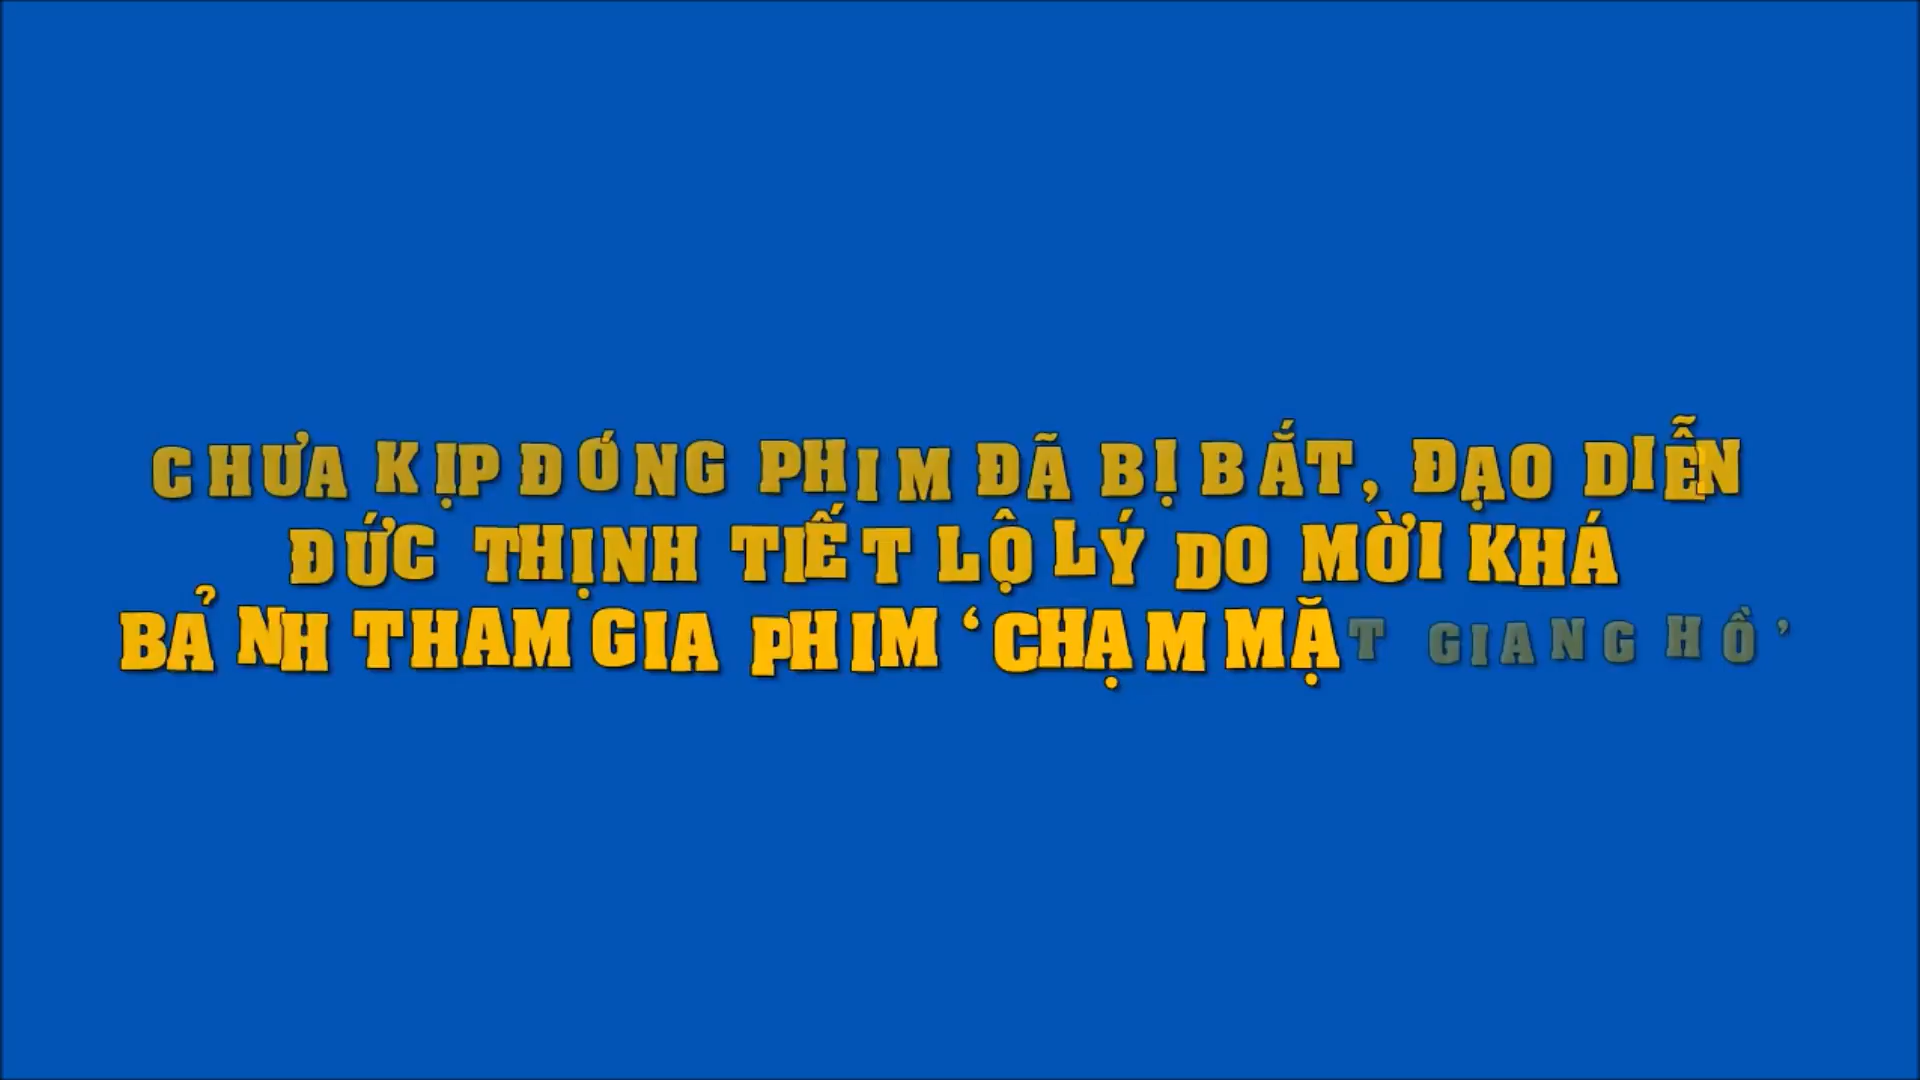 CHƯA KỊP ĐÓNG PHIM ĐÃ BỊ BẮT, ĐẠO DIỄN
ĐỨC THỊNH TIẾT LỘ LÝ DO MỜI KHÁ
BẢNH THAM GIA PHIM ‘CHẠM MẶT GIANG HỒ’